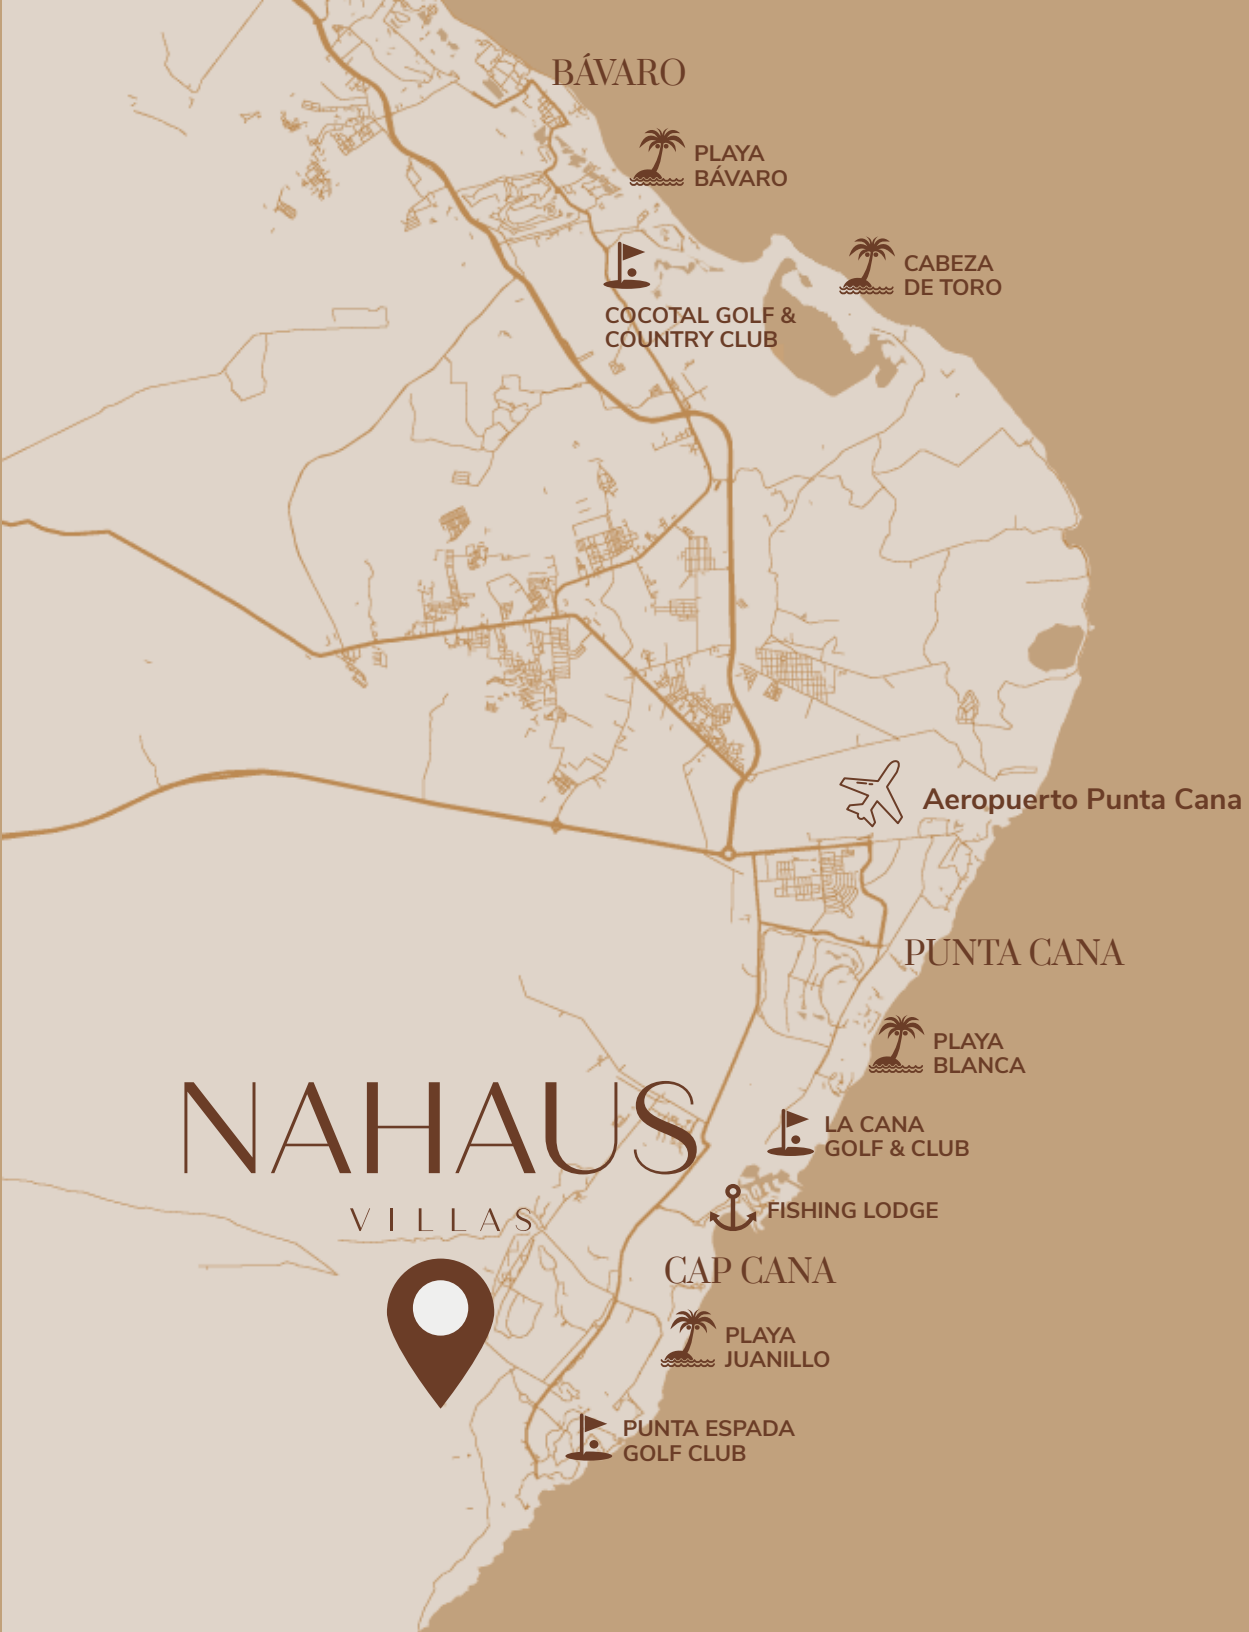 BÁVARO
PLAYA
BÁVARO
CABEZA
DE TORO
COCOTAL GOLF &
COUNTRY CLUB
Aeropuerto Punta Cana
PUNTA CANA
PLAYA
BLANCA
NAHAUS
VILLAS
LA CANA
GOLF & CLUB
FISHING LODGE
CAP CANA
PLAYA
JUANILLO
PUNTA ESPADA
GOLF CLUB